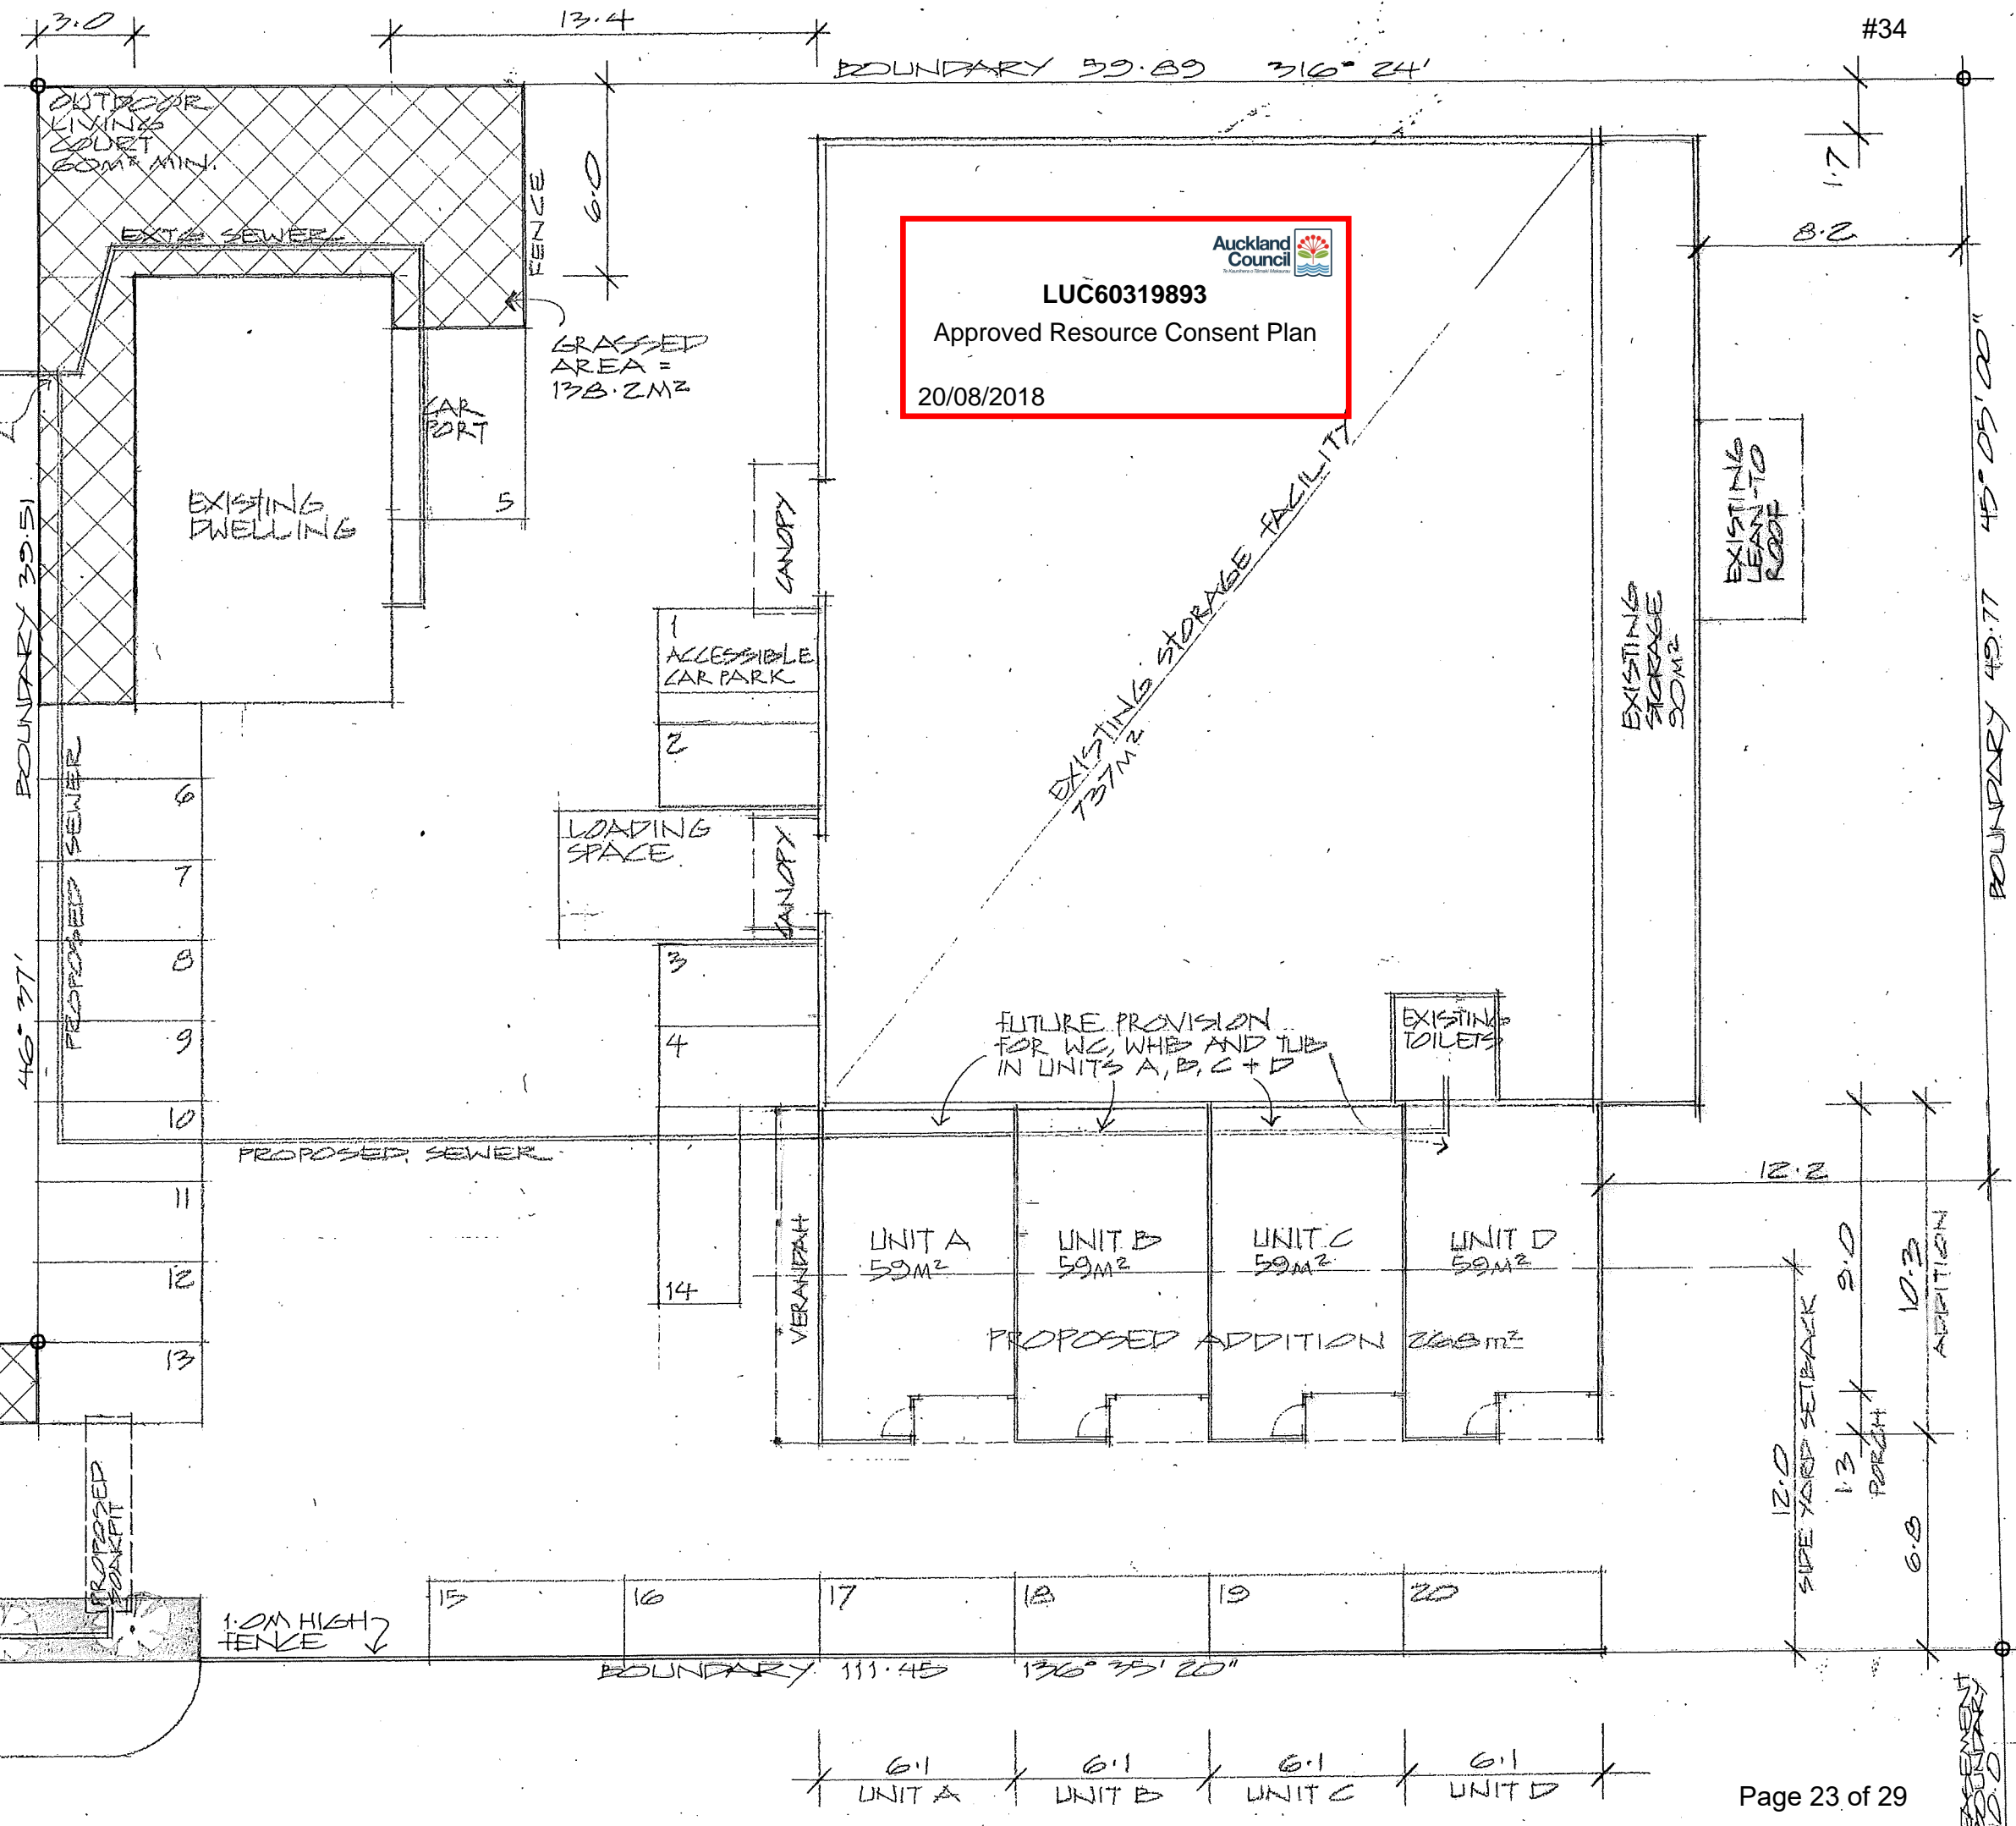 #34
3.0
13.4
BOUNDARY 59.89 316° 24'
OUTDOOR
LIVING
COURT
60M² MIN.
EXTG SEWER
FENCE
6.0
GRASSED
AREA =
138.2M²
CAR
PORT
5
EXISTING
DWELLING
BOUNDARY 39.51
46° 37'
Auckland
Council
Te Kaunihera o Tāmaki Makaurau
LUC60319893
Approved Resource Consent Plan
20/08/2018
1.7
8.2
BOUNDARY 49.77 45° 05' 00"
EXISTING
LEAN-TO
ROOF
EXISTING
STORAGE
90M²
EXISTING STORAGE FACILITY
737M²
CANOPY
1
ACCESSIBLE
CAR PARK
2
LOADING
SPACE
CANOPY
3
4
PROPOSED SEWER
6
7
8
9
10
11
12
13
PROPOSED SEWER
14
VERANDAH
FUTURE PROVISION
FOR WC, WHB AND TUB
IN UNITS A, B, C + D
EXISTING
TOILETS
UNIT A
59M²
UNIT B
59M²
UNIT C
59M²
UNIT D
59M²
PROPOSED ADDITION 268m²
12.2
9.0
10.3
ADDITION
1.3
PORCH
12.0
SIDE YARD SETBACK
6.8
PROPOSED
SOAKPIT
1.0M HIGH
FENCE
15
16
17
18
19
20
BOUNDARY 111.45 136° 35' 20"
6.1
UNIT A
6.1
UNIT B
6.1
UNIT C
6.1
UNIT D
Page 23 of 29